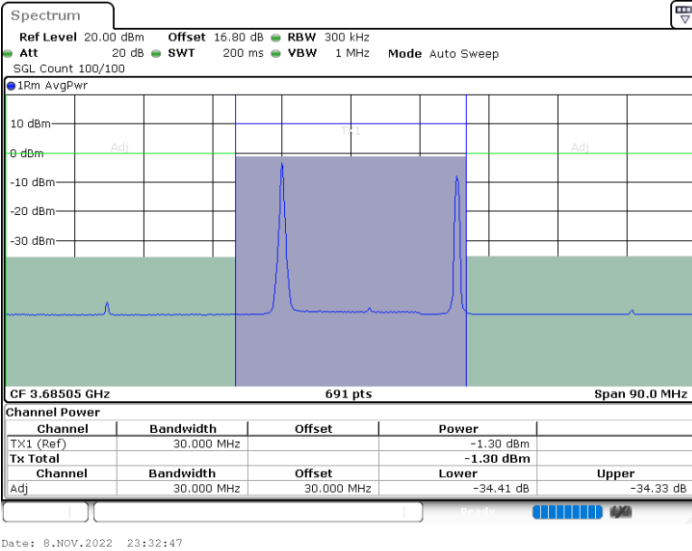 Spectrum
Ref Level 20.00 dBm Offset 16.80 dB RBW 300 kHz
Att 20 dB SWT 200 ms VBW 1 MHz Mode Auto Sweep
SGL Count 100/100
1Rm AvgPwr
10 dBm
TX1
Adj
Adj
0 dBm
-10 dBm
-20 dBm
-30 dBm
CF 3.68505 GHz 691 pts Span 90.0 MHz
Channel Power
Channel Bandwidth Offset Power
TX1 (Ref) 30.000 MHz -1.30 dBm
Tx Total -1.30 dBm
Channel Bandwidth Offset Lower Upper
Adj 30.000 MHz 30.000 MHz -34.41 dB -34.33 dB
Ready
Date: 8.NOV.2022 23:32:47